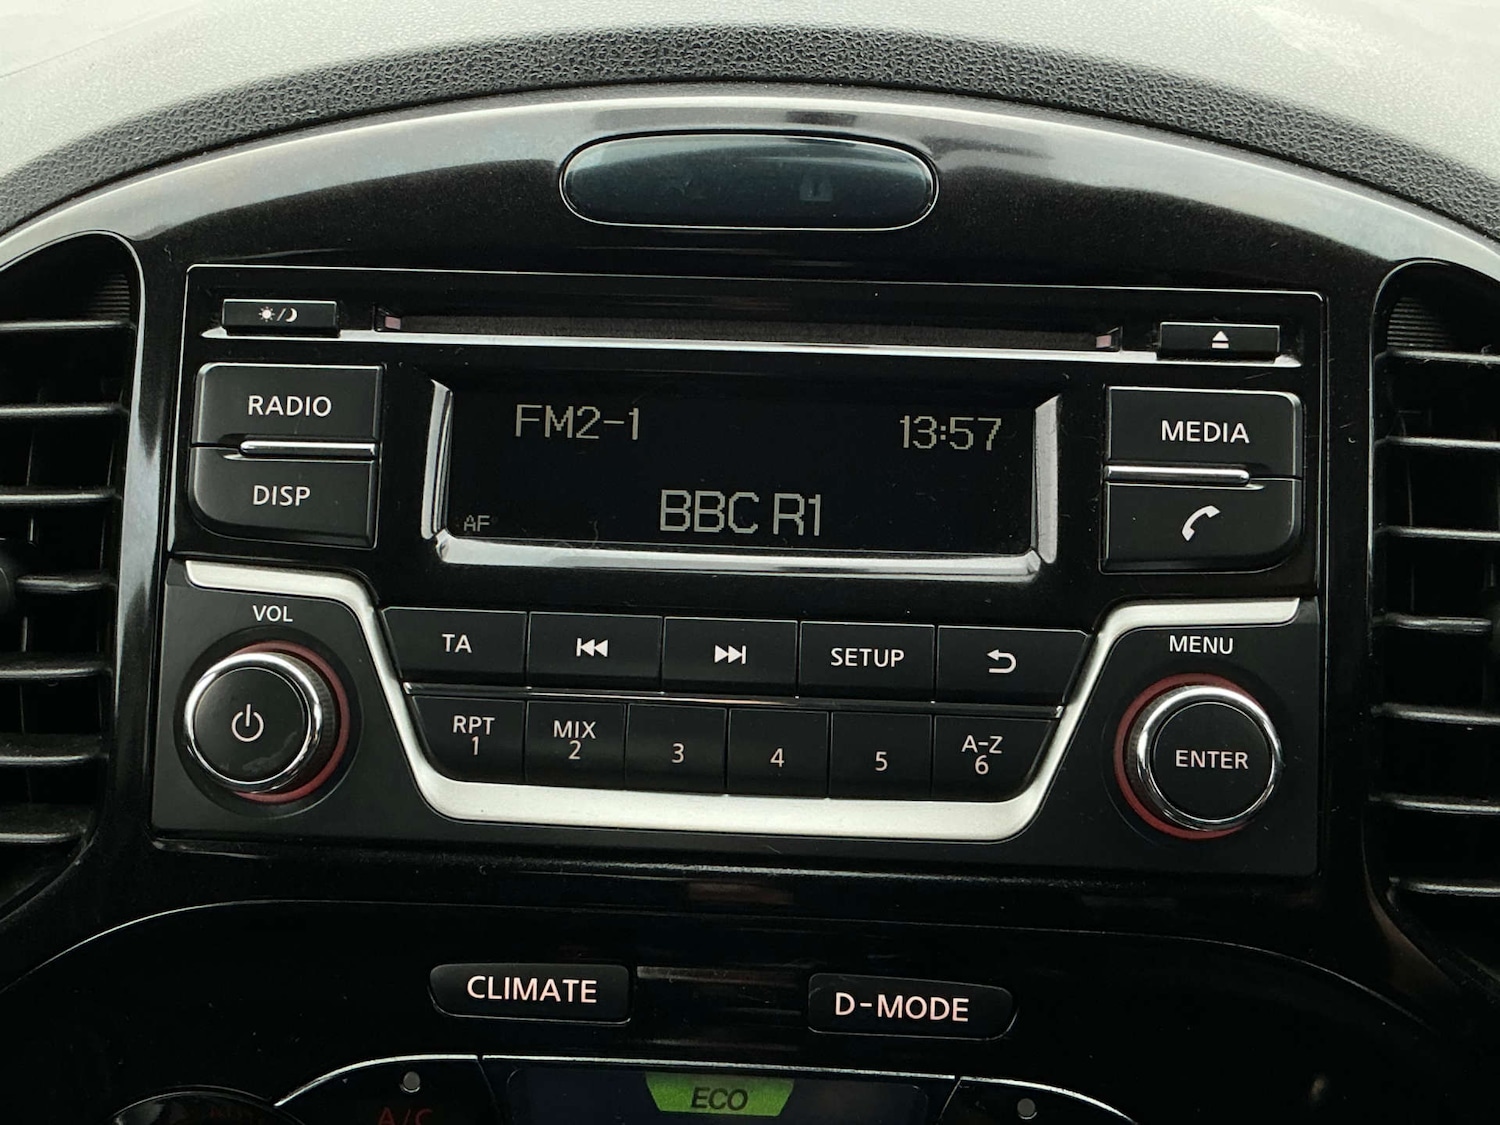 RADIO
DISP
FM2-1
13:57
BBC R1
AF
MEDIA
VOL
TA
SETUP
MENU
RPT
1
MIX
2
3
4
5
A-Z
6
ENTER
CLIMATE
D-MODE
A/C
ECO